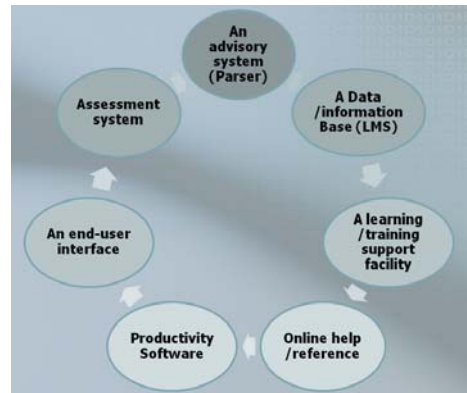 An
advisory
system
(Parser)
A Data
/information
Base (LMS)
A learning
/training
support
facility
Online help
/reference
Productivity
Software
An end-user
interface
Assessment
system